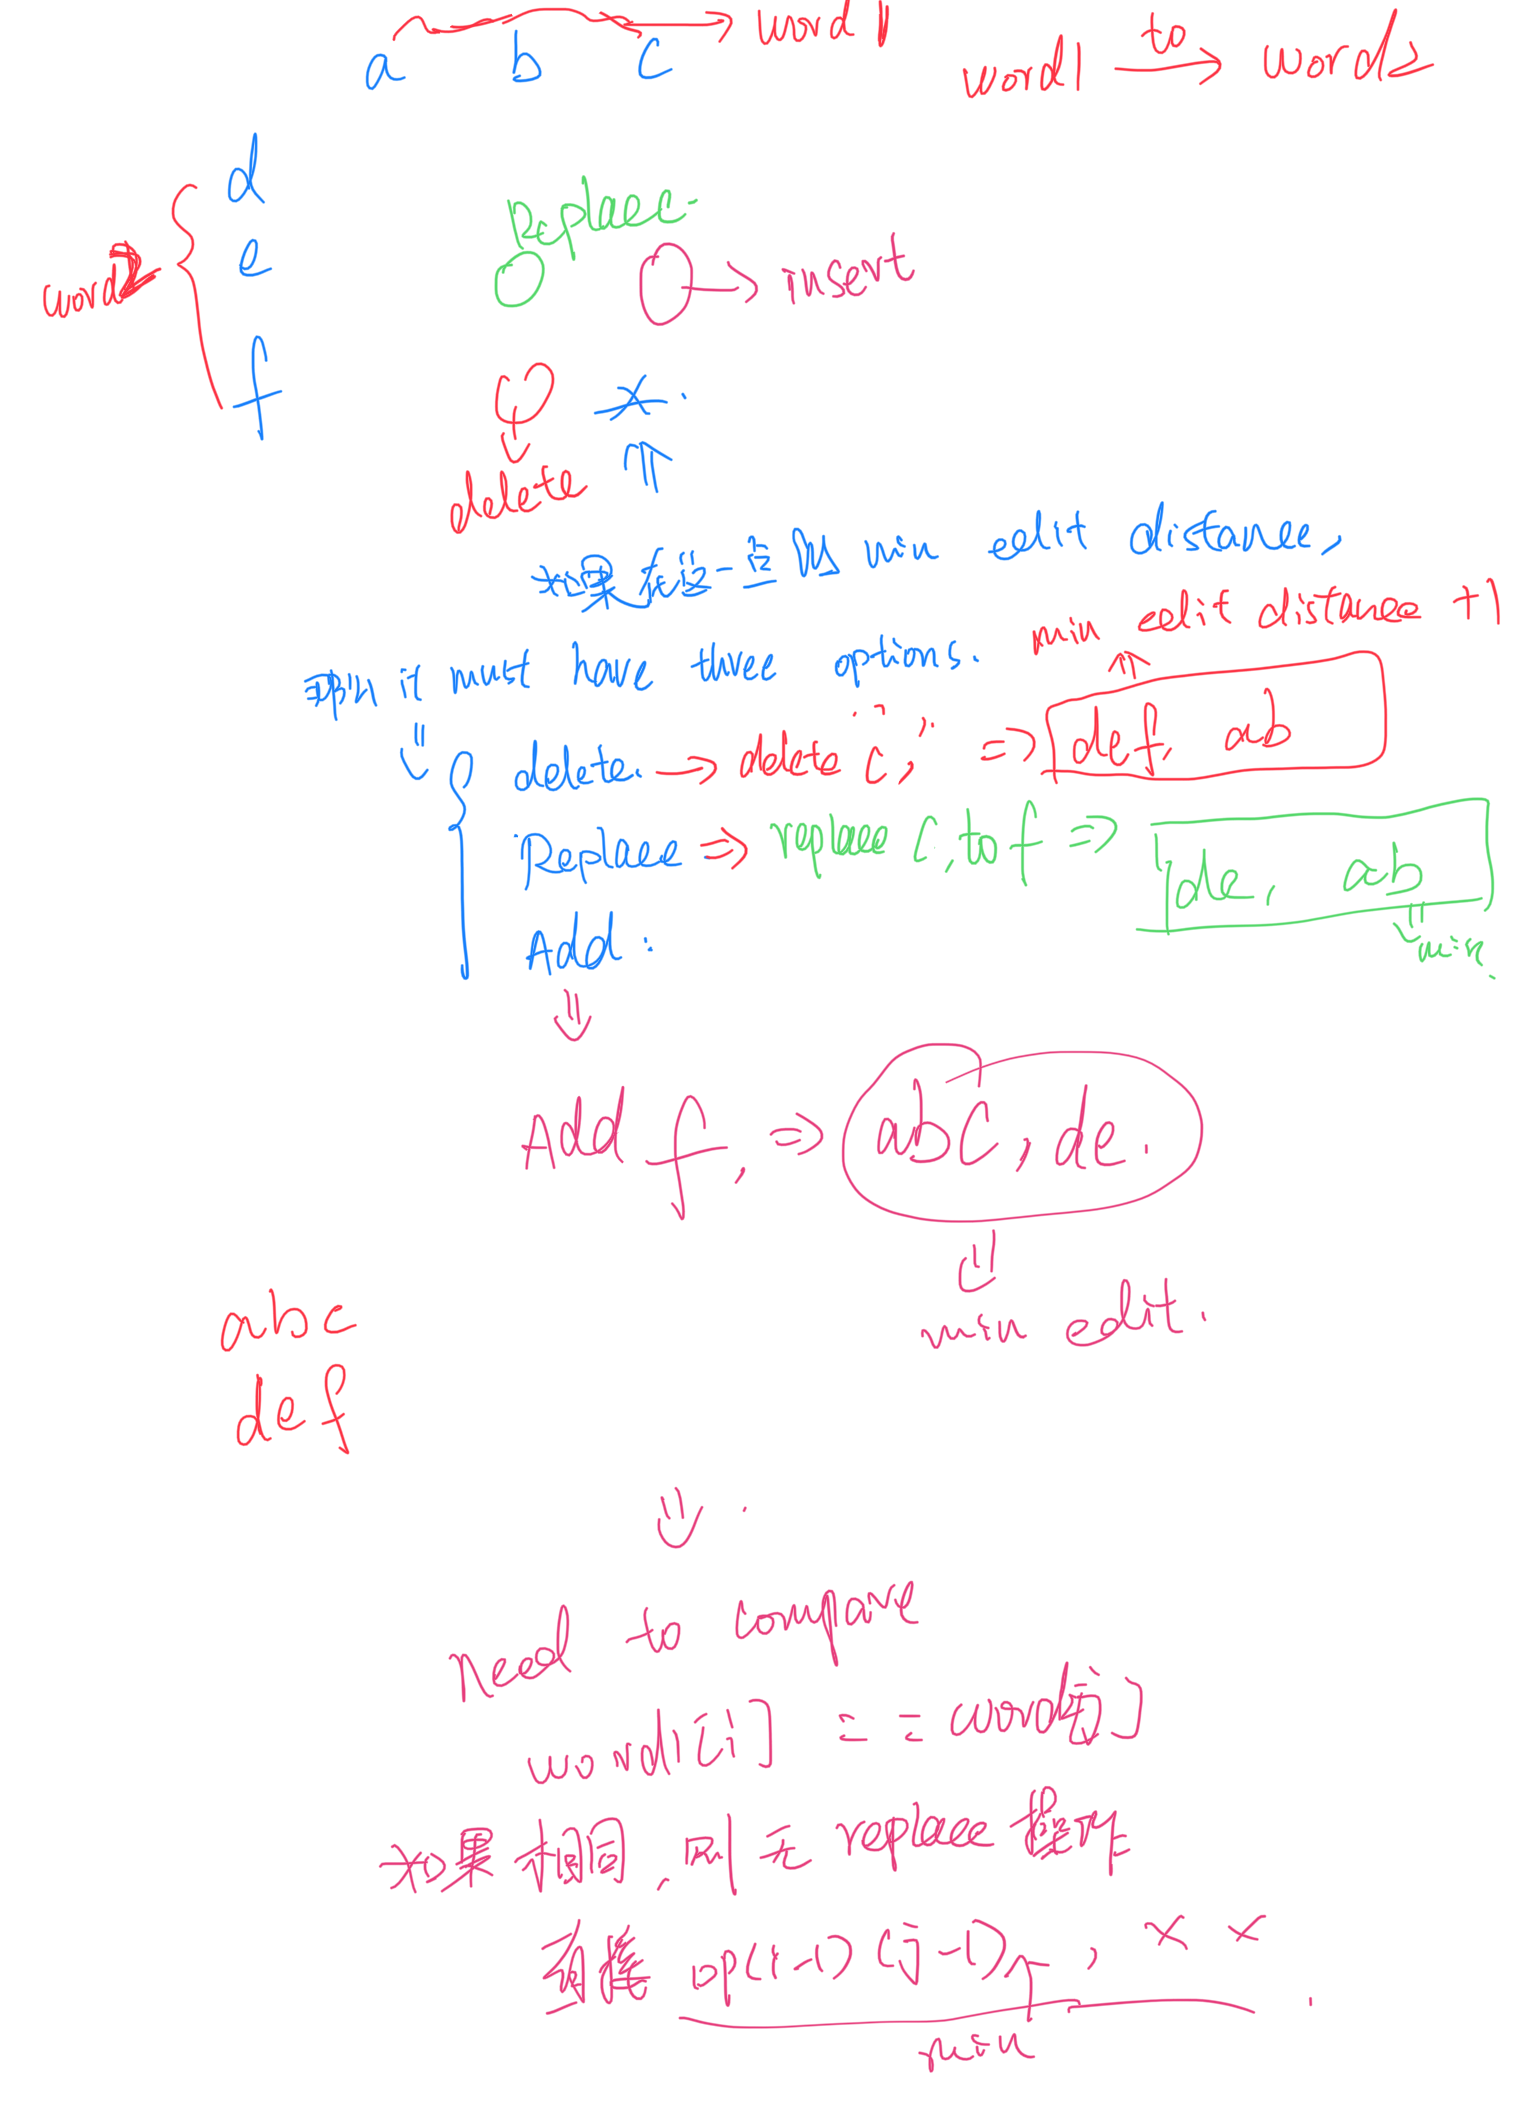 a b c → word1
word1 to → word2
d
word2 e
f
Replace.
insert
delete
如果在这一位的 min edit distance,
那么 it must have three options.
min edit distance +1
delete. → delete "c", ⇒ def, ab
Replace ⇒ replace c, to f ⇒ de, ab
min.
Add:
Add f, ⇒ abc, de.
min edit.
abc
def
need to compare
word1[i] == word2[j]
如果相同, 则无 replace 操作
直接 op(i-1)(j-1), x x.
min